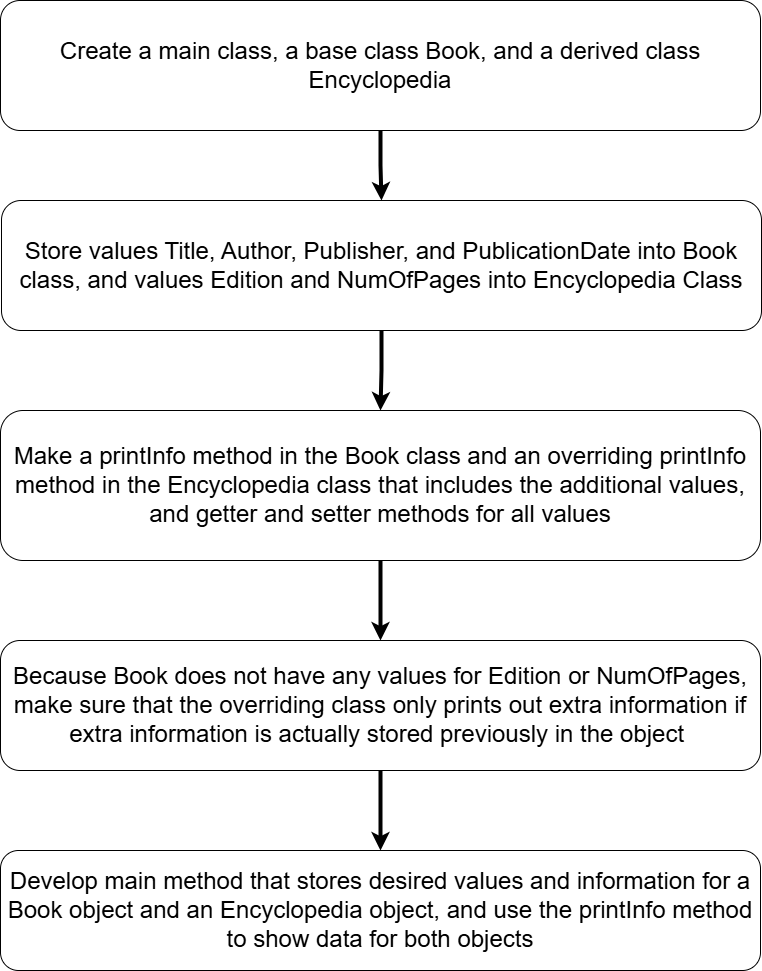 Create a main class, a base class Book, and a derived class
Encyclopedia
Store values Title, Author, Publisher, and PublicationDate into Book
class, and values Edition and NumOfPages into Encyclopedia Class
Make a printInfo method in the Book class and an overriding printInfo
method in the Encyclopedia class that includes the additional values,
and getter and setter methods for all values
Because Book does not have any values for Edition or NumOfPages,
make sure that the overriding class only prints out extra information if
extra information is actually stored previously in the object
Develop main method that stores desired values and information for a
Book object and an Encyclopedia object, and use the printInfo method
to show data for both objects